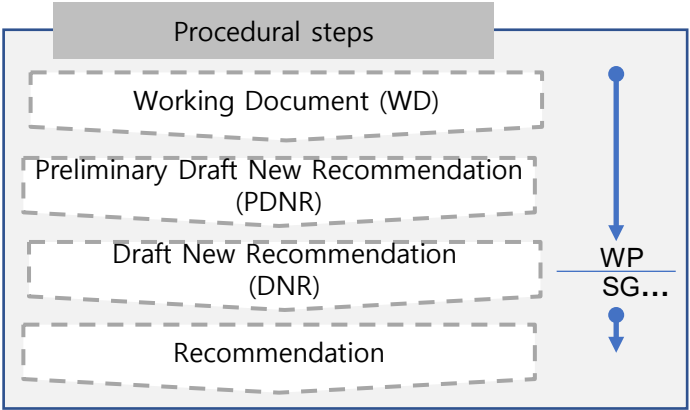 Procedural steps
Working Document (WD)
Preliminary Draft New Recommendation
(PDNR)
Draft New Recommendation
(DNR)
WP
SG...
Recommendation